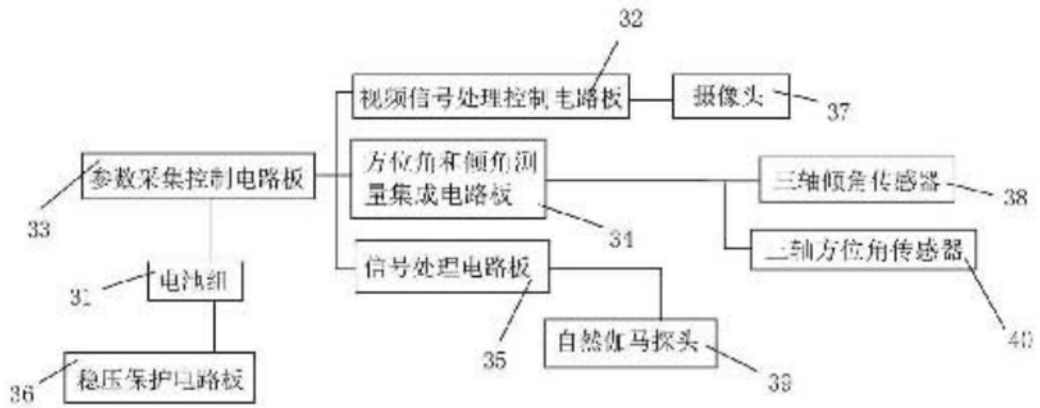 32
视频信号处理控制电路板
摄像头
37
参数采集控制电路板
33
方位角和倾角测
量集成电路板
34
三轴倾角传感器
38
三轴方位角传感器
40
信号处理电路板
35
电池组
31
自然伽马探头
39
稳压保护电路板
36